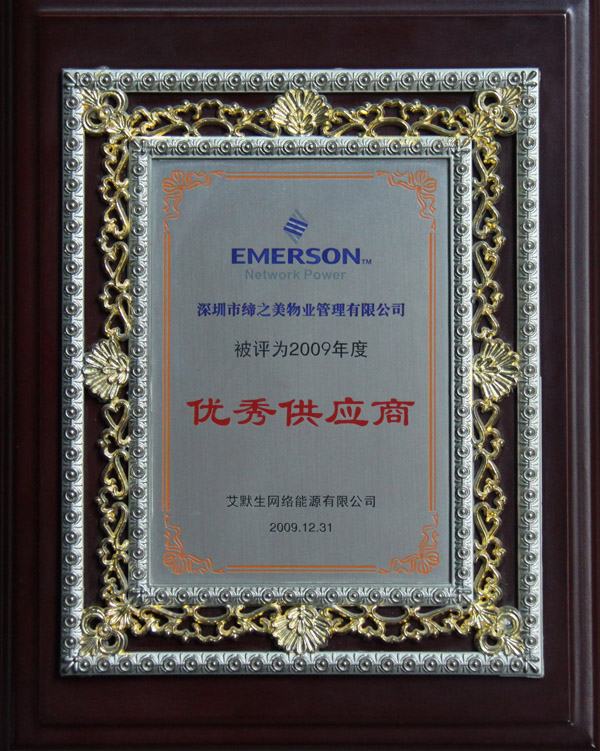 EMERSON™
Network Power
深圳市缔之美物业管理有限公司
被评为2009年度
优秀供应商
艾默生网络能源有限公司
2009.12.31